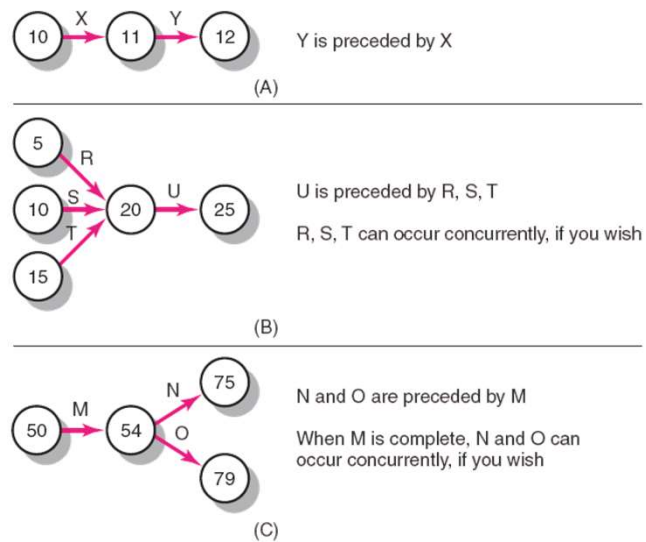 X Y
10 11 12 Y is preceded by X
(A)
5
R
S U
10 20 25
T
15
U is preceded by R, S, T
R, S, T can occur concurrently, if you wish
(B)
75
N
M
50 54
O
79
N and O are preceded by M
When M is complete, N and O can
occur concurrently, if you wish
(C)